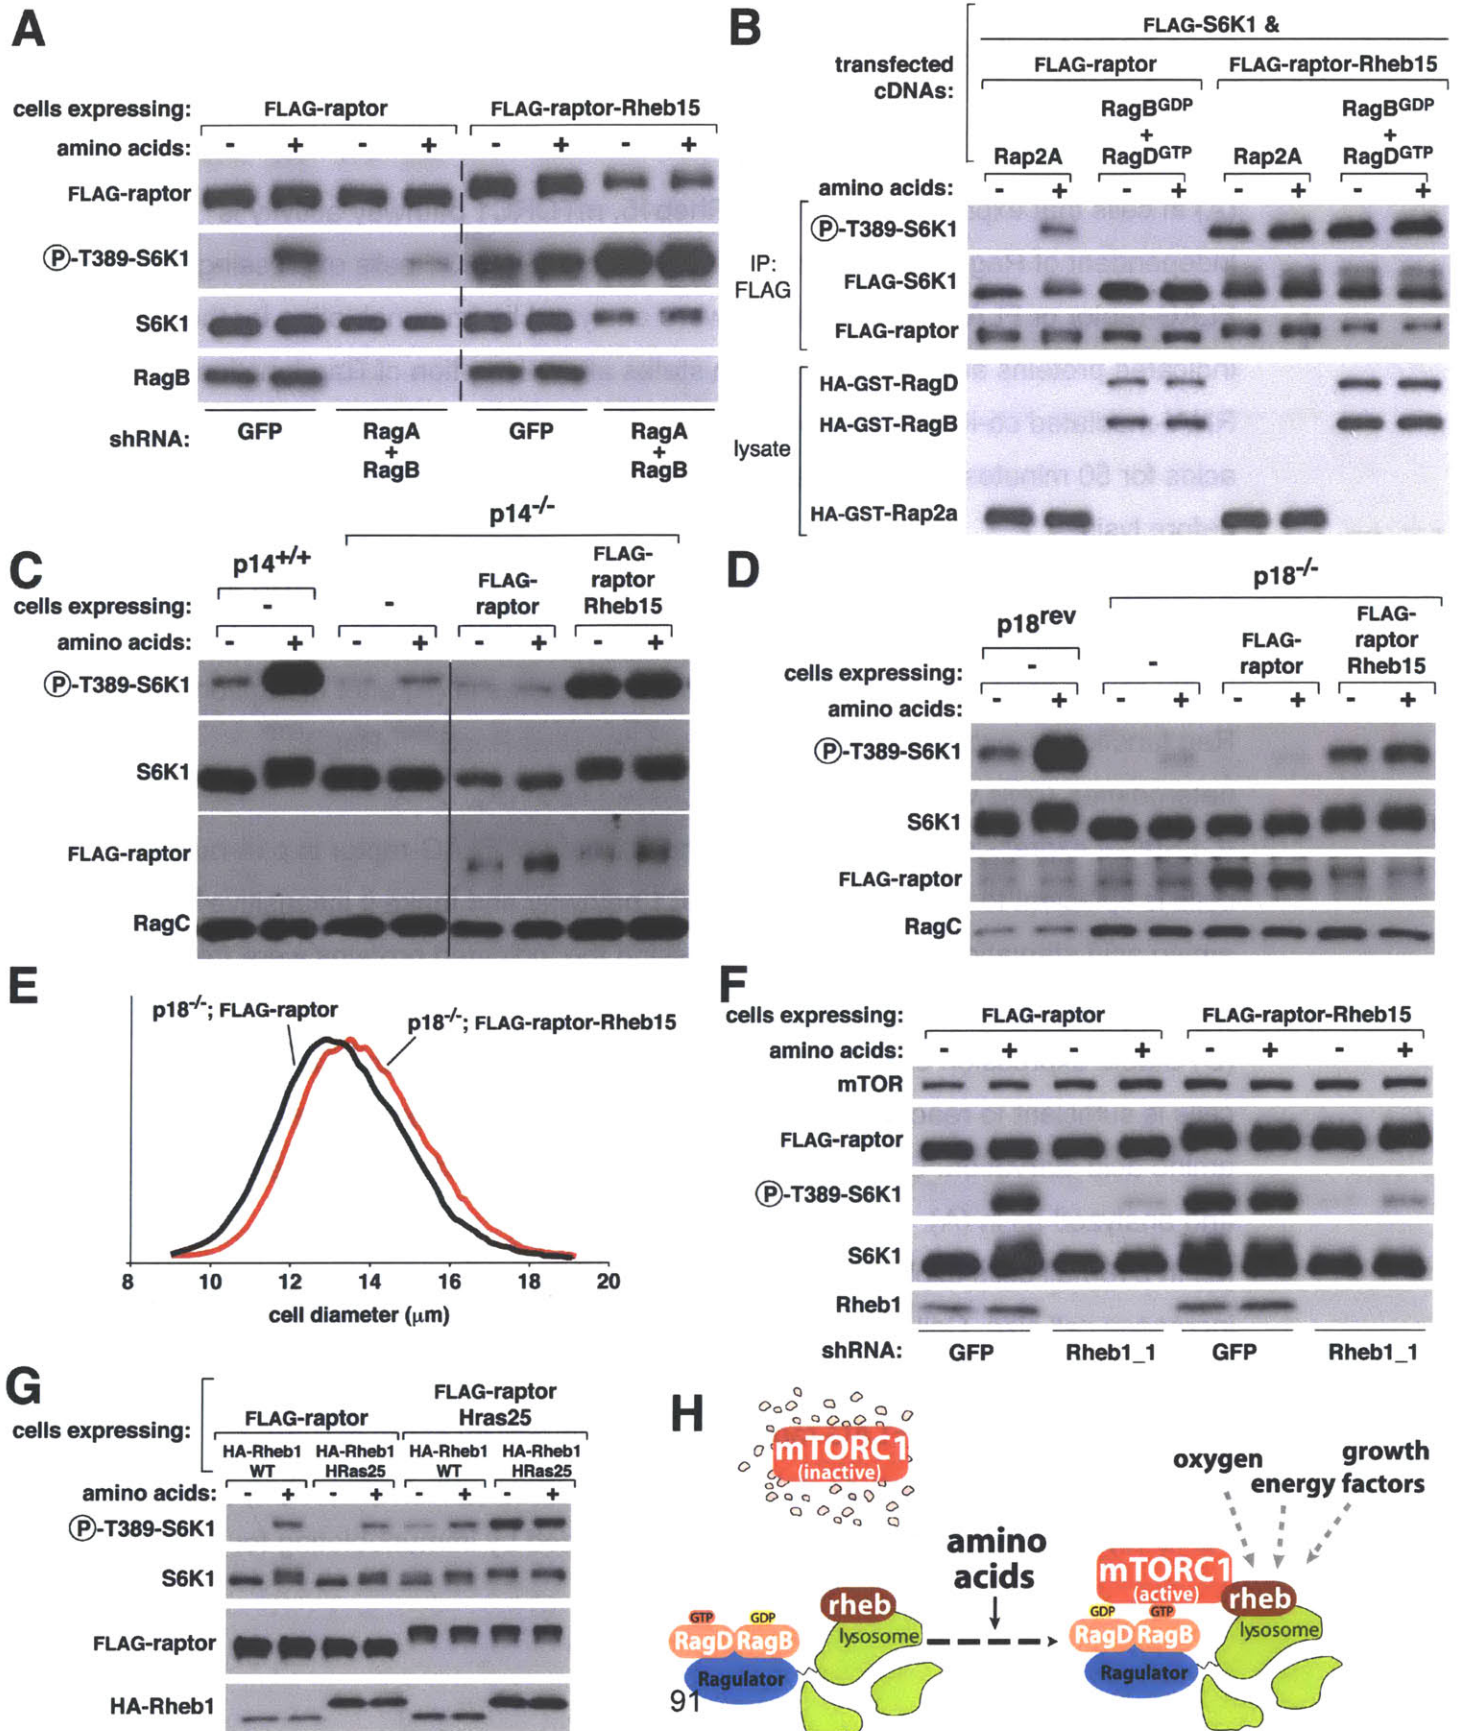 A
cells expressing: FLAG-raptor FLAG-raptor-Rheb15
amino acids: - + - + - + - +
FLAG-raptor
P-T389-S6K1
S6K1
RagB
shRNA: GFP RagA + RagB GFP RagA + RagB
B
FLAG-S6K1 &
transfected cDNAs: FLAG-raptor FLAG-raptor-Rheb15
Rap2A RagBGDP + RagDGTP Rap2A RagBGDP + RagDGTP
amino acids: - + - + - + - +
IP: FLAG
P-T389-S6K1
FLAG-S6K1
FLAG-raptor
lysate
HA-GST-RagD
HA-GST-RagB
HA-GST-Rap2a
C
p14-/-
p14+/+
cells expressing: - - FLAG-raptor FLAG-raptor Rheb15
amino acids: - + - + - + - +
P-T389-S6K1
S6K1
FLAG-raptor
RagC
D
p18-/-
p18rev
cells expressing: - - FLAG-raptor FLAG-raptor Rheb15
amino acids: - + - + - + - +
P-T389-S6K1
S6K1
FLAG-raptor
RagC
E
p18-/-; FLAG-raptor
p18-/-; FLAG-raptor-Rheb15
8 10 12 14 16 18 20
cell diameter (μm)
F
cells expressing: FLAG-raptor FLAG-raptor-Rheb15
amino acids: - + - + - + - +
mTOR
FLAG-raptor
P-T389-S6K1
S6K1
Rheb1
shRNA: GFP Rheb1_1 GFP Rheb1_1
G
cells expressing: FLAG-raptor FLAG-raptor Hras25
HA-Rheb1 WT HA-Rheb1 HRas25 HA-Rheb1 WT HA-Rheb1 HRas25
amino acids: - + - + - + - +
P-T389-S6K1
S6K1
FLAG-raptor
HA-Rheb1
H
mTORC1
(inactive)
oxygen
energy
growth factors
amino acids
GTP GDP
RagD RagB
Ragulator
rheb
lysosome
mTORC1
(active)
GDP GTP
RagD RagB
Ragulator
rheb
lysosome
91